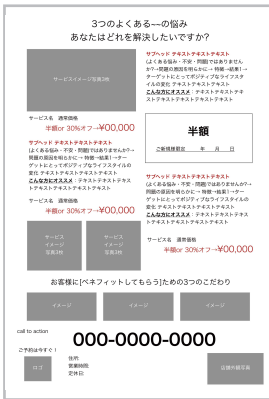 3つのよくある~~の悩み
あなたはどれを解決したいですか?
サービスイメージ写真2枚
サービス名　通常価格
半額or 30%オフ→¥00,000
サブヘッド テキストテキストテキスト
[よくある悩み・不安・問題]ではありませんか?→
問題の原因を明らかに→ 特徴→結果 ) →ター
ゲットにとってポジティブなライフスタイルの
変化 テキストテキストテキストテキスト
こんな方にオススメ：テキストテキストテキス
トテキストテキストテキストテキスト
サービス名　通常価格
半額or 30%オフ→¥00,000
サービス
イメージ
写真3枚
サービス
イメージ
写真3枚
サブヘッド テキストテキストテキスト
[よくある悩み・不安・問題]ではありません
か?→問題の原因を明らかに→ 特徴→結果 ) →
ターゲットにとってポジティブなライフスタ
イルの変化 テキストテキストテキスト
こんな方にオススメ：テキストテキストテキ
ストテキストテキストテキストテキスト
半額
ご新規様限定　年　月　日
サブヘッド テキストテキストテキスト
[よくある悩み・不安・問題]ではありませんか?→
問題の原因を明らかに→ 特徴→結果 ) →ター
ゲットにとってポジティブなライフスタイルの
変化 テキストテキストテキストテキスト
こんな方にオススメ：テキストテキストテキス
トテキストテキストテキストテキスト
サービス名　通常価格
半額or 30%オフ→¥00,000
お客様に[ベネフィットしてもらう]ための3つのこだわり
イメージ
イメージ
イメージ
call to action
000-0000-0000
ご予約は今すぐ！
ロゴ
住所:
営業時間:
定休日:
店舗外観写真